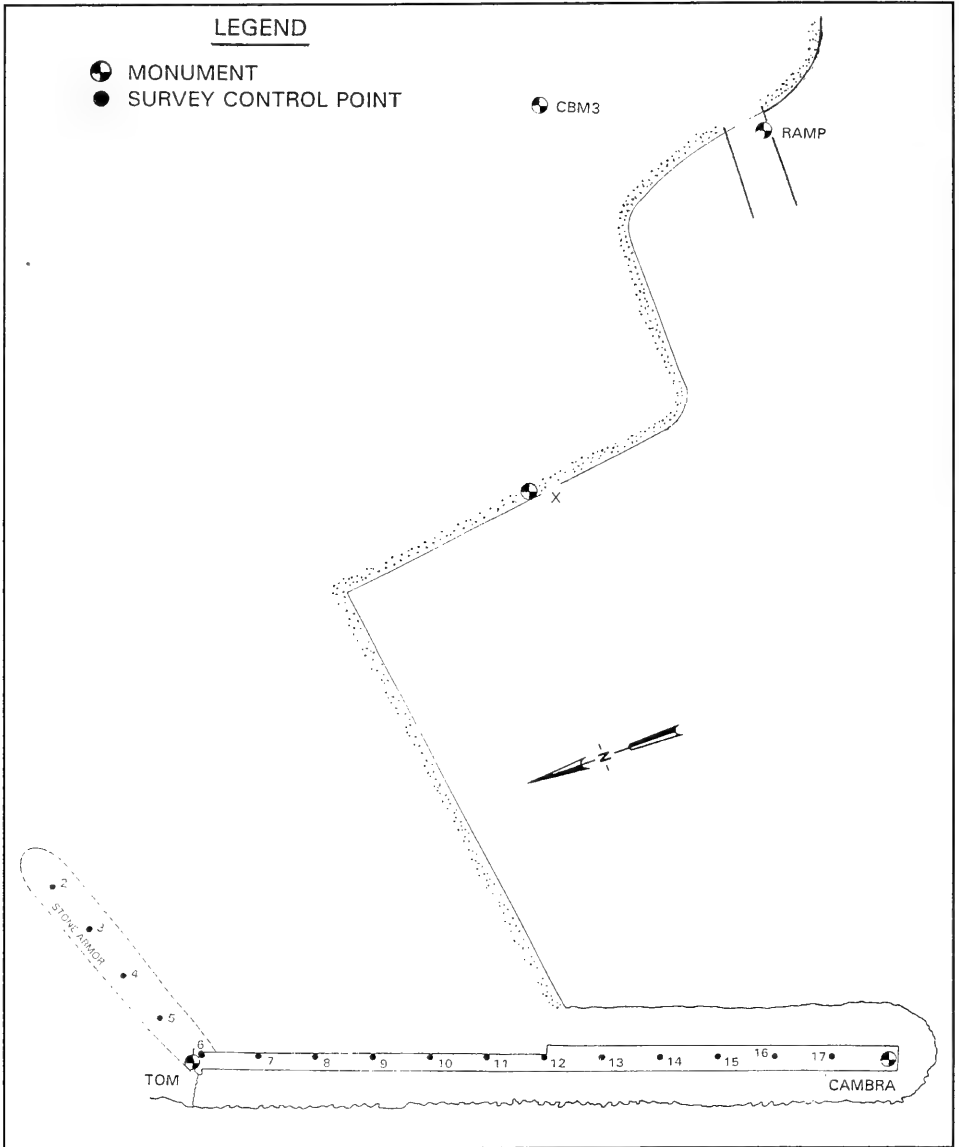 LEGEND
MONUMENT
SURVEY CONTROL POINT
CBM3
RAMP
X
N
2
STONE ARMOR
3
4
5
6
7
8
9
10
11
12
13
14
15
16
17
TOM
CAMBRA